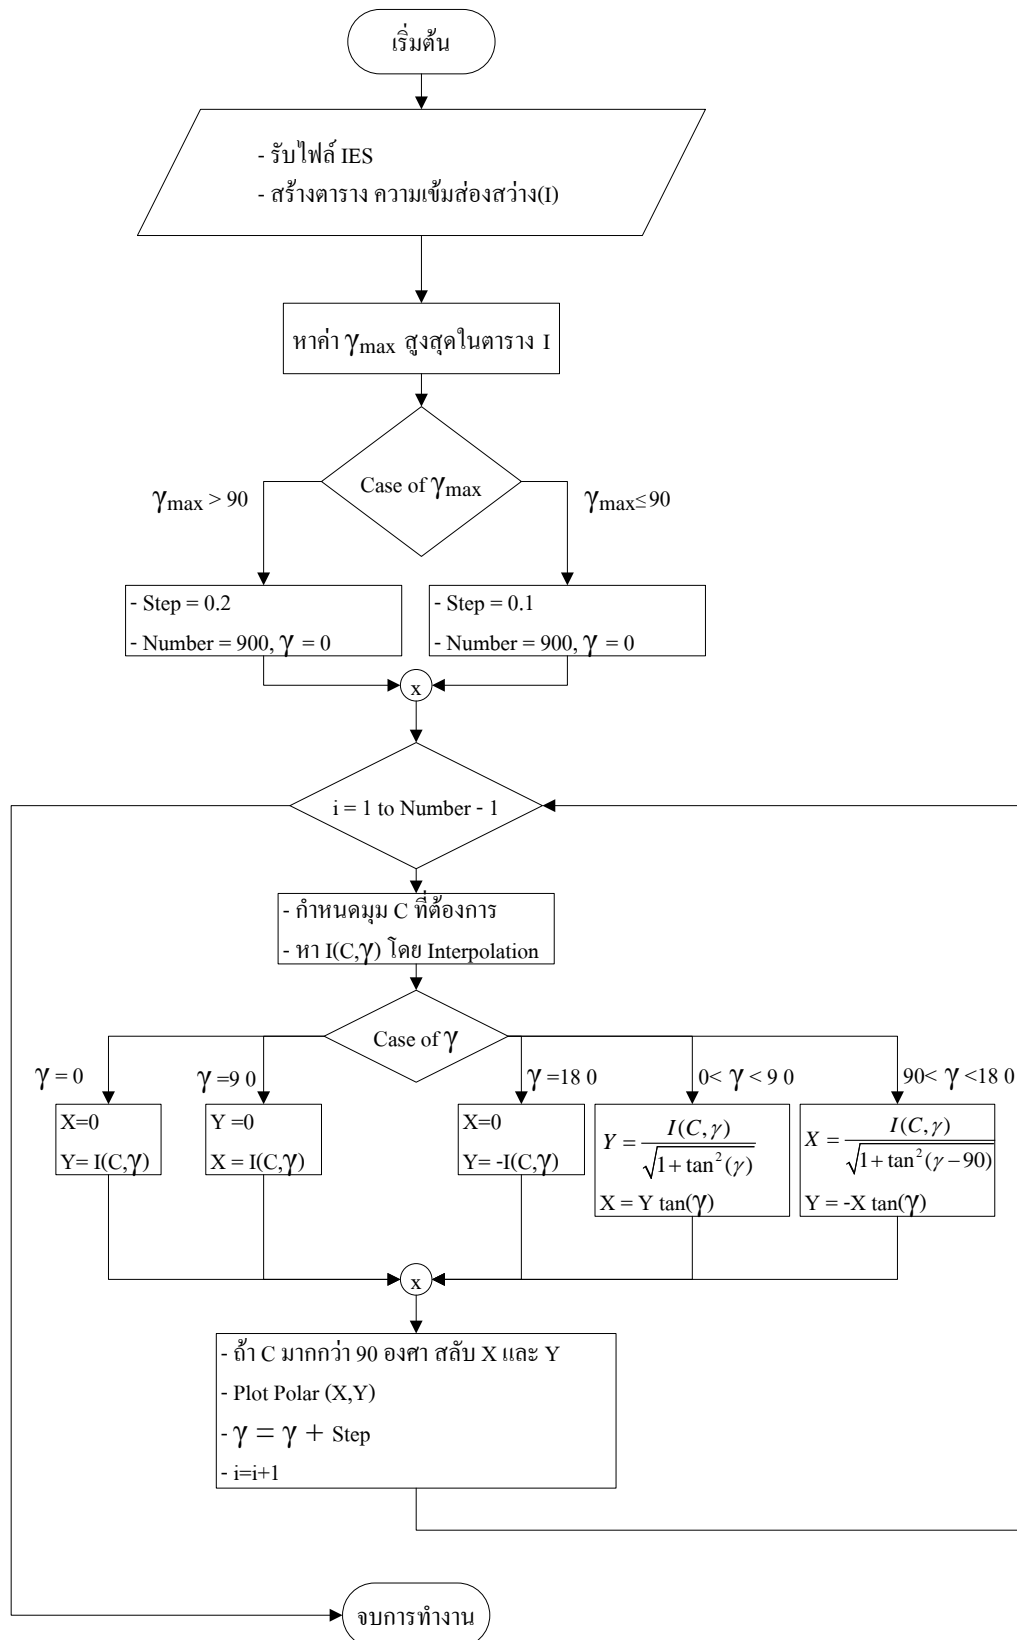 เริ่มต้น
- รับไฟล์ IES
- สร้างตาราง ความเข้มส่องสว่าง(I)
หาค่า γmax สูงสุดในตาราง I
Case of γmax
γmax > 90
γmax≤90
- Step = 0.2
- Number = 900, γ = 0
- Step = 0.1
- Number = 900, γ = 0
x
i = 1 to Number - 1
- กำหนดมุม C ที่ต้องการ
- หา I(C,γ) โดย Interpolation
Case of γ
γ = 0
γ =9 0
γ =18 0
0< γ < 9 0
90< γ <18 0
X=0
Y= I(C,γ)
Y =0
X = I(C,γ)
X=0
Y= -I(C,γ)
Y = I(C,γ) / √(1 + tan²(γ))
X = Y tan(γ)
X = I(C,γ) / √(1 + tan²(γ − 90))
Y = -X tan(γ)
x
- ถ้า C มากกว่า 90 องศา สลับ X และ Y
- Plot Polar (X,Y)
- γ = γ + Step
- i=i+1
จบการทำงาน